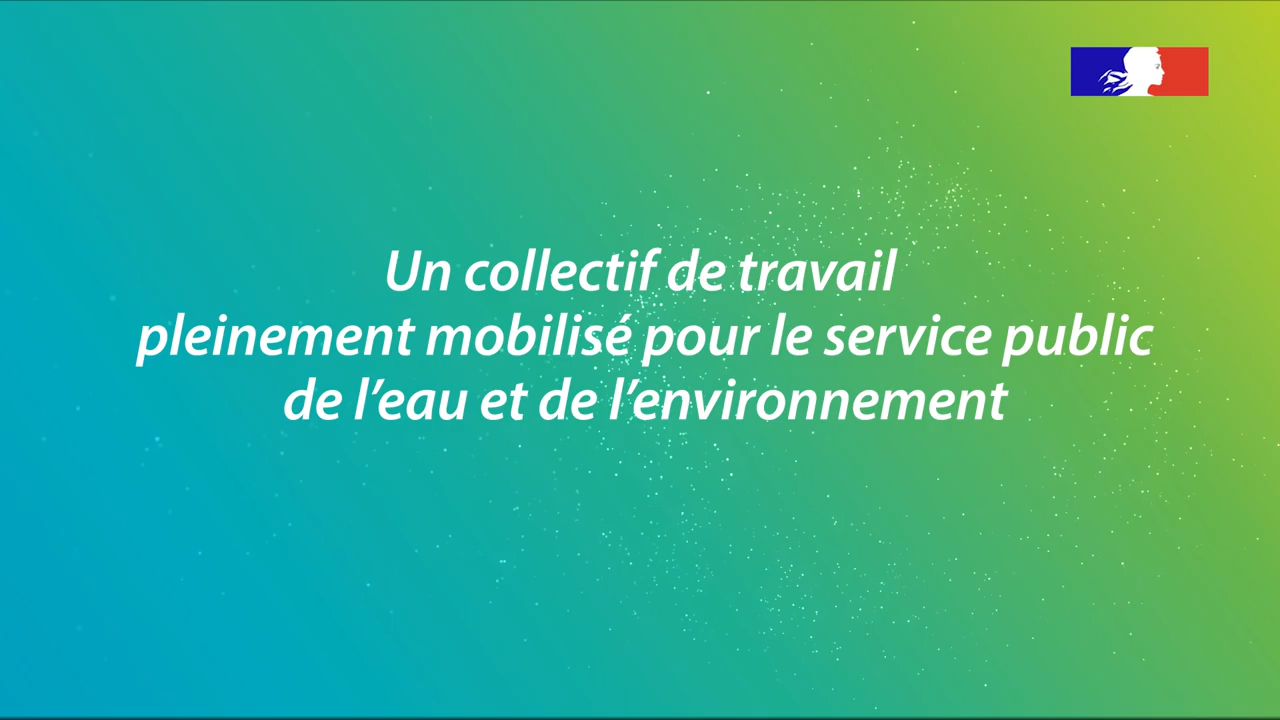 Un collectif de travail
pleinement mobilisé pour le service public
de l’eau et de l’environnement